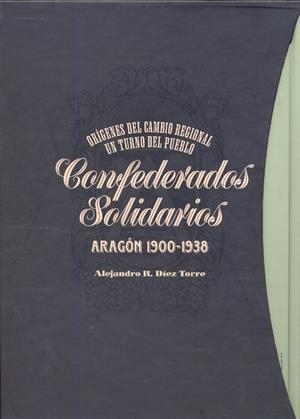 ORÍGENES DEL CAMBIO REGIONAL
UN TURNO DEL PUEBLO
Confederados
Solidarios
ARAGÓN 1900-1938
Alejandro R. Díez Torre